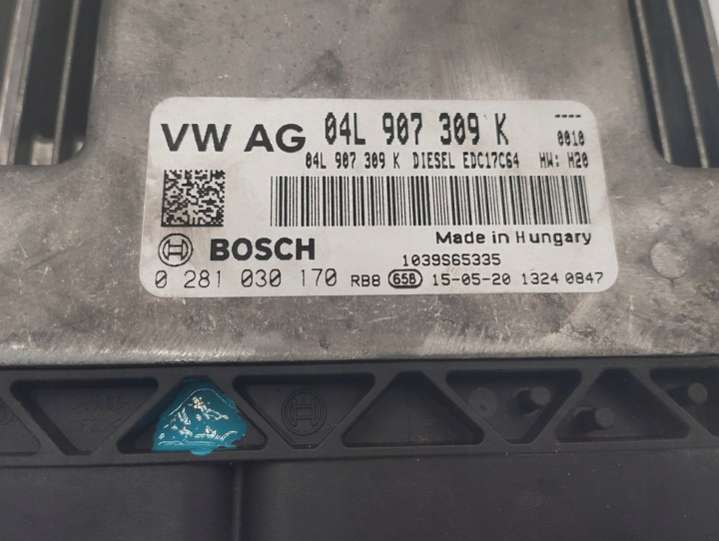 VW AG 04L 907 309 K ----
0010
04L 907 309 K DIESEL EDC17C64 HW: H20
Made in Hungary
BOSCH 1039S65335
0 281 030 170 RB8 65B 15-05-20 1324 0847